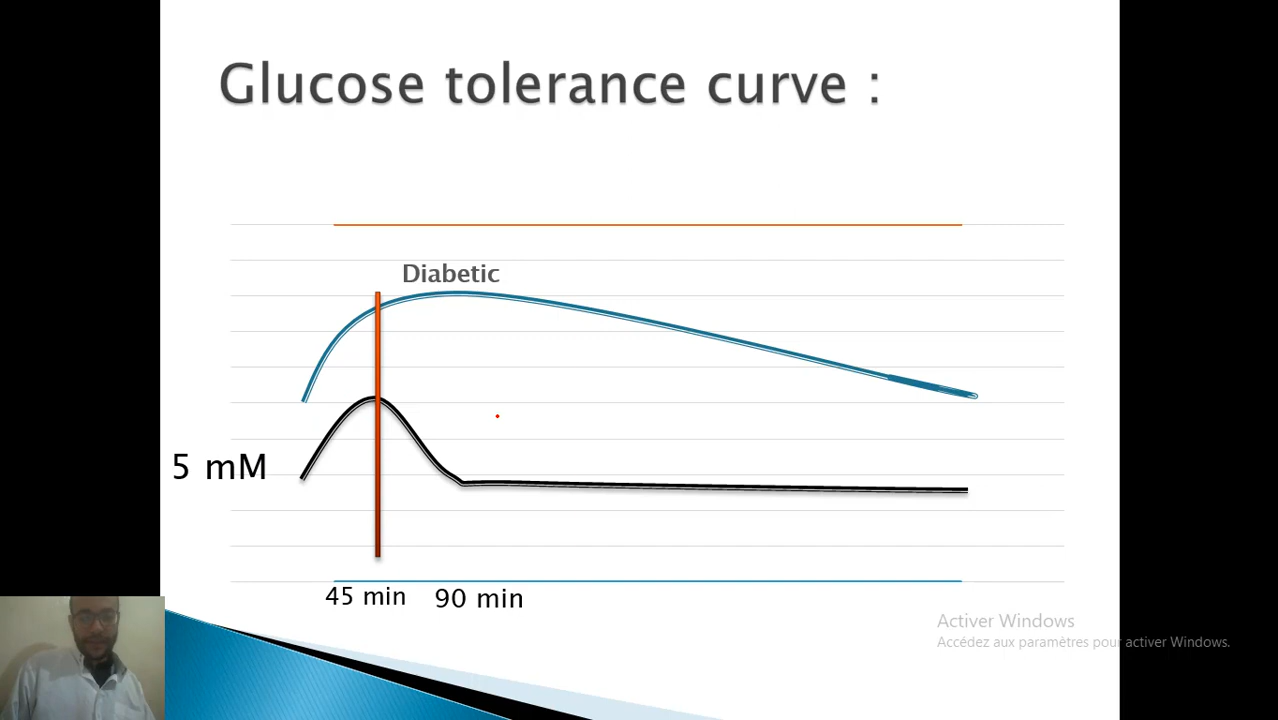 Glucose tolerance curve :
Diabetic
5 mM
45 min
90 min
Activer Windows
Accédez aux paramètres pour activer Windows.